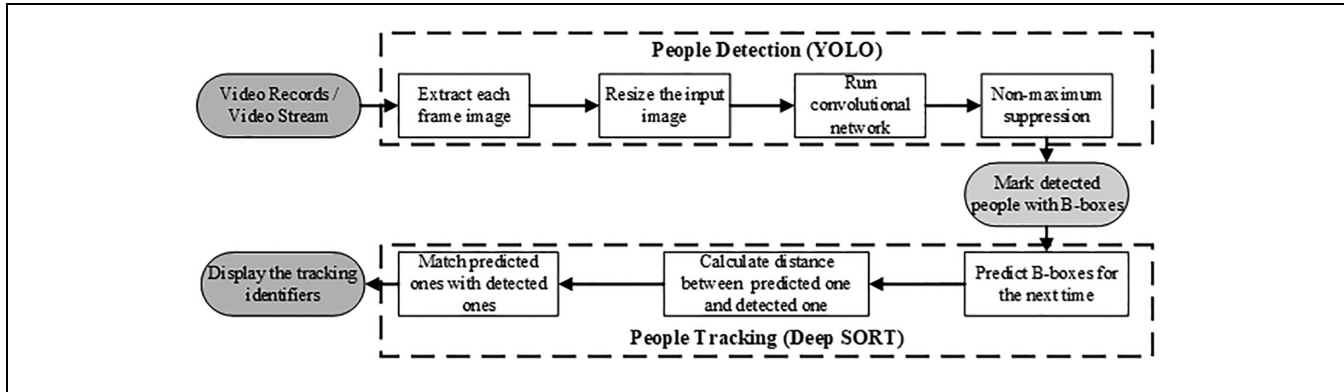 People Detection (YOLO)
Video Records /
Video Stream
Extract each
frame image
Resize the input
image
Run
convolutional
network
Non-maximum
suppression
Mark detected
people with B-boxes
Predict B-boxes for
the next time
Calculate distance
between predicted one
and detected one
Match predicted
ones with detected
ones
Display the tracking
identifiers
People Tracking (Deep SORT)